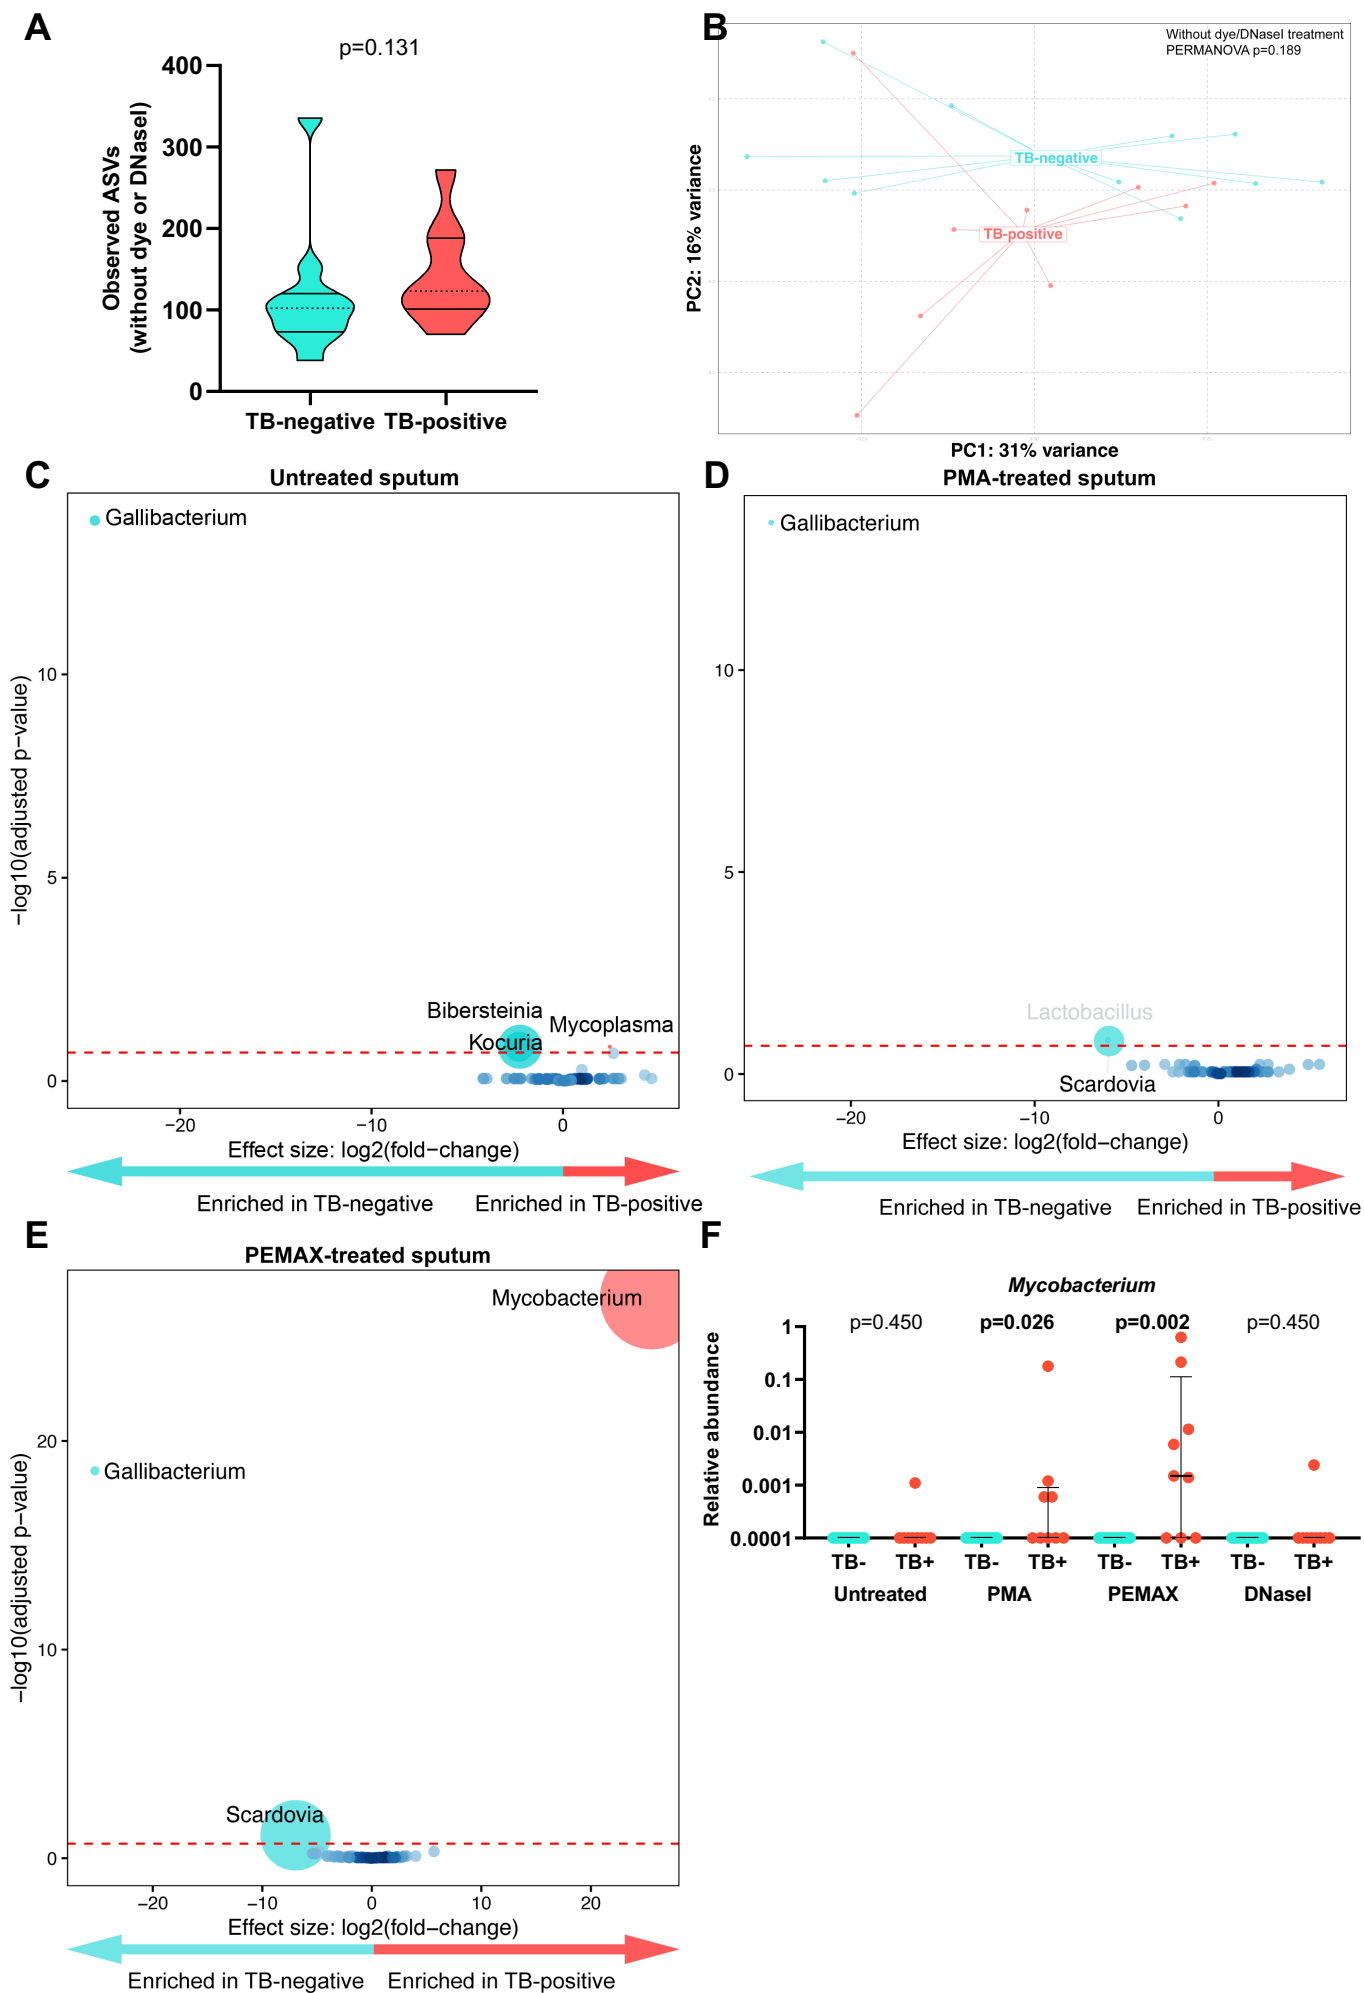 A
p=0.131
400
300
200
100
0
Observed ASVs
(without dye or DNaseI)
TB-negative TB-positive
B
Without dye/DNaseI treatment
PERMANOVA p=0.189
TB-negative
TB-positive
PC2: 16% variance
PC1: 31% variance
C
Untreated sputum
Gallibacterium
10
5
0
−log10(adjusted p−value)
Bibersteinia
Mycoplasma
Kocuria
−20
−10
0
Effect size: log2(fold−change)
Enriched in TB-negative
Enriched in TB-positive
D
PMA-treated sputum
Gallibacterium
10
5
0
Lactobacillus
Scardovia
−20
−10
0
Effect size: log2(fold−change)
Enriched in TB-negative
Enriched in TB-positive
E
PEMAX-treated sputum
Mycobacterium
Gallibacterium
20
10
0
−log10(adjusted p−value)
Scardovia
−20
−10
0
10
20
Effect size: log2(fold−change)
Enriched in TB-negative
Enriched in TB-positive
F
Mycobacterium
p=0.450
p=0.026
p=0.002
p=0.450
1
0.1
0.01
0.001
0.0001
Relative abundance
TB- TB+ TB- TB+ TB- TB+ TB- TB+
Untreated PMA PEMAX DNaseI